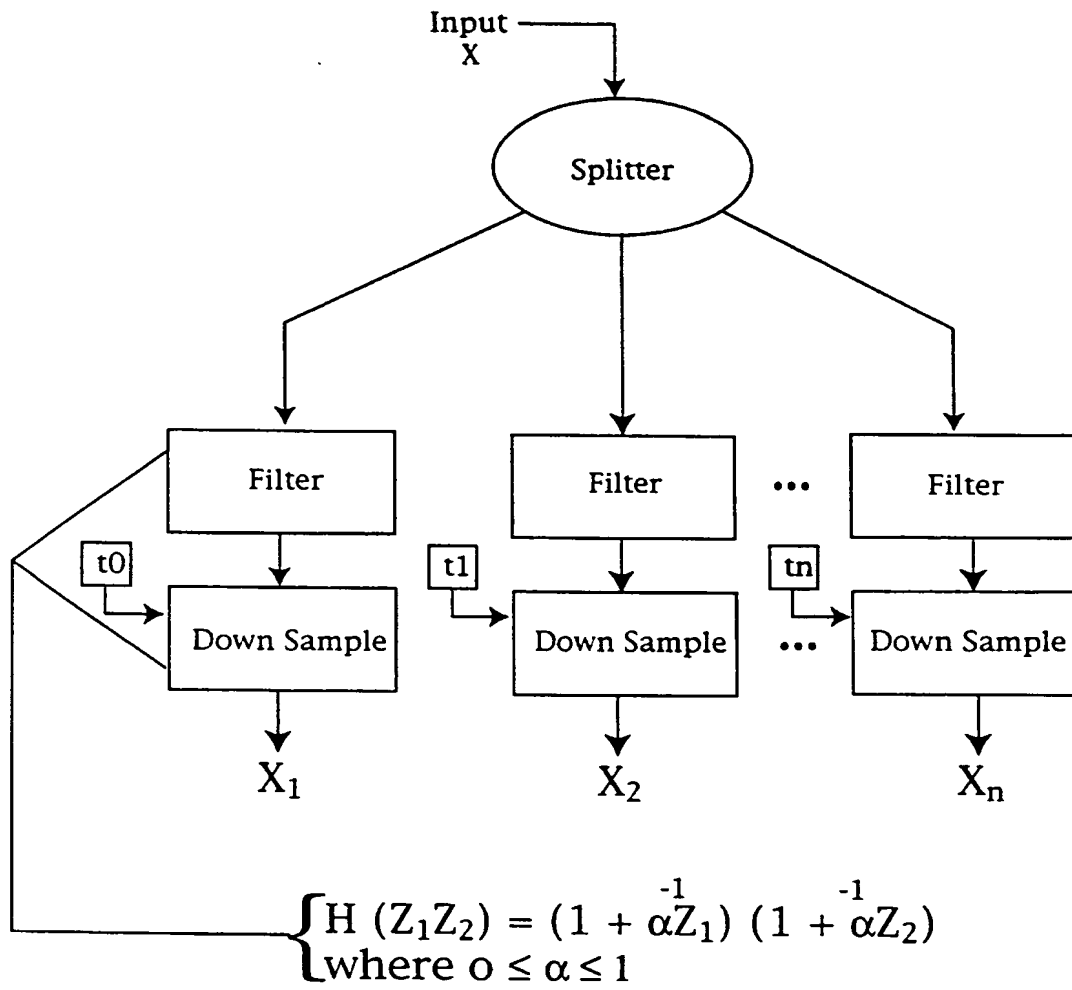 Input
X
Splitter
Filter
Filter
...
Filter
t0
t1
tn
Down Sample
Down Sample
...
Down Sample
X₁
X₂
Xₙ
H (Z₁Z₂) = (1 + αZ₁⁻¹) (1 + αZ₂⁻¹)
where o ≤ α ≤ 1